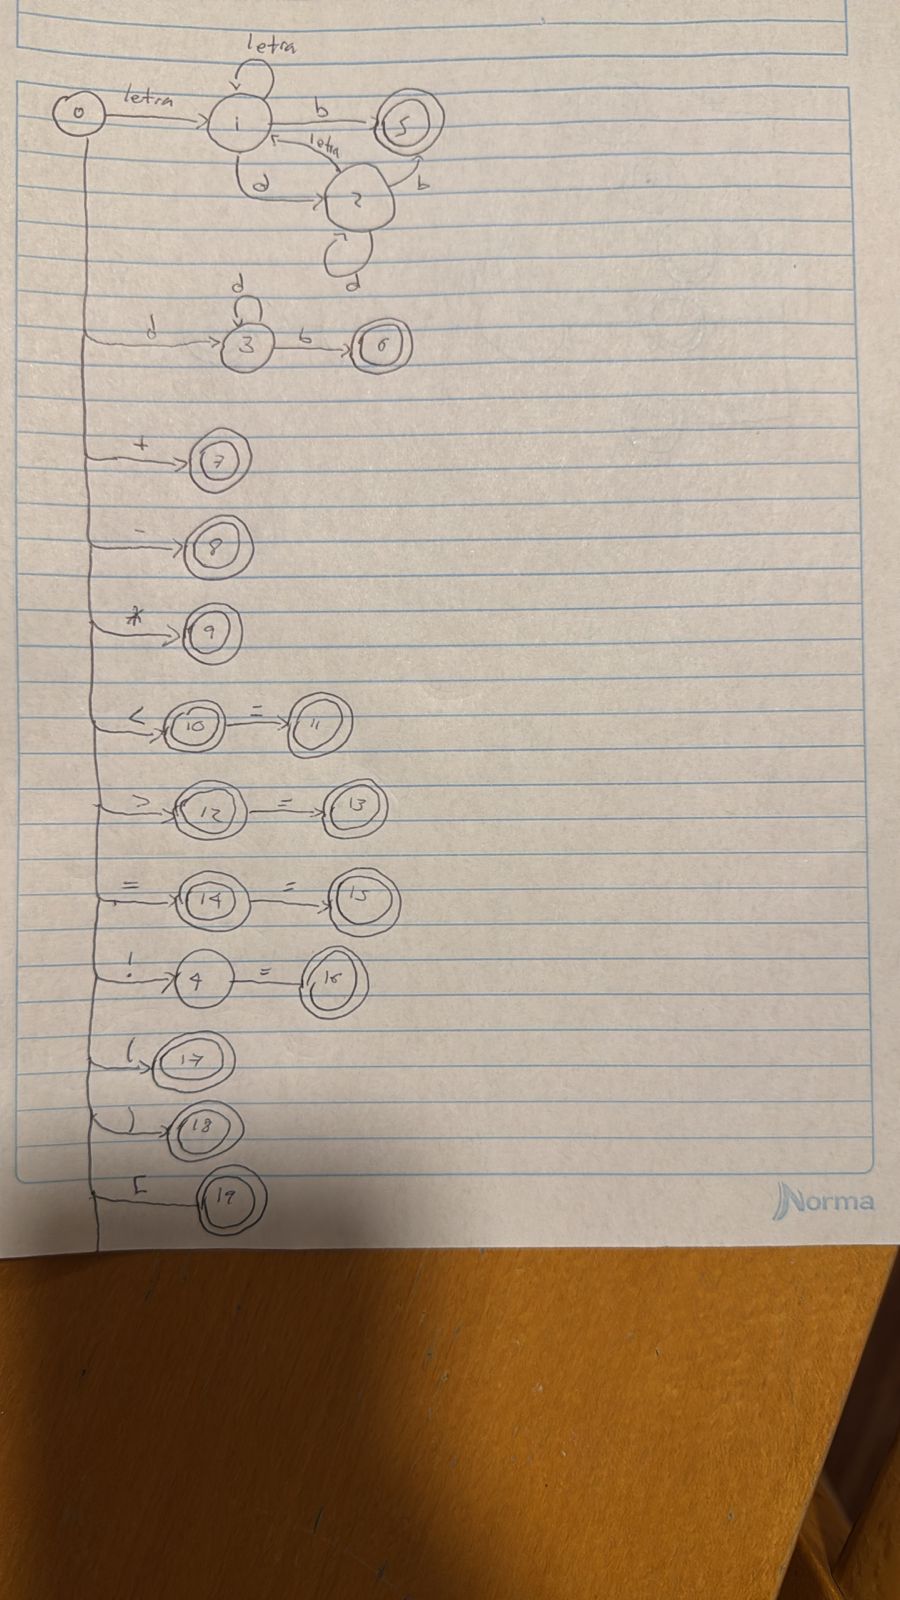 letra
0 letra 1 b 5
letra
d 2 b
d
d
d 3 b 6
+ 7
- 8
* 9
< 10 = 11
> 12 = 13
= 14 = 15
! 4 = 16
( 17
) 18
[ 19
Norma